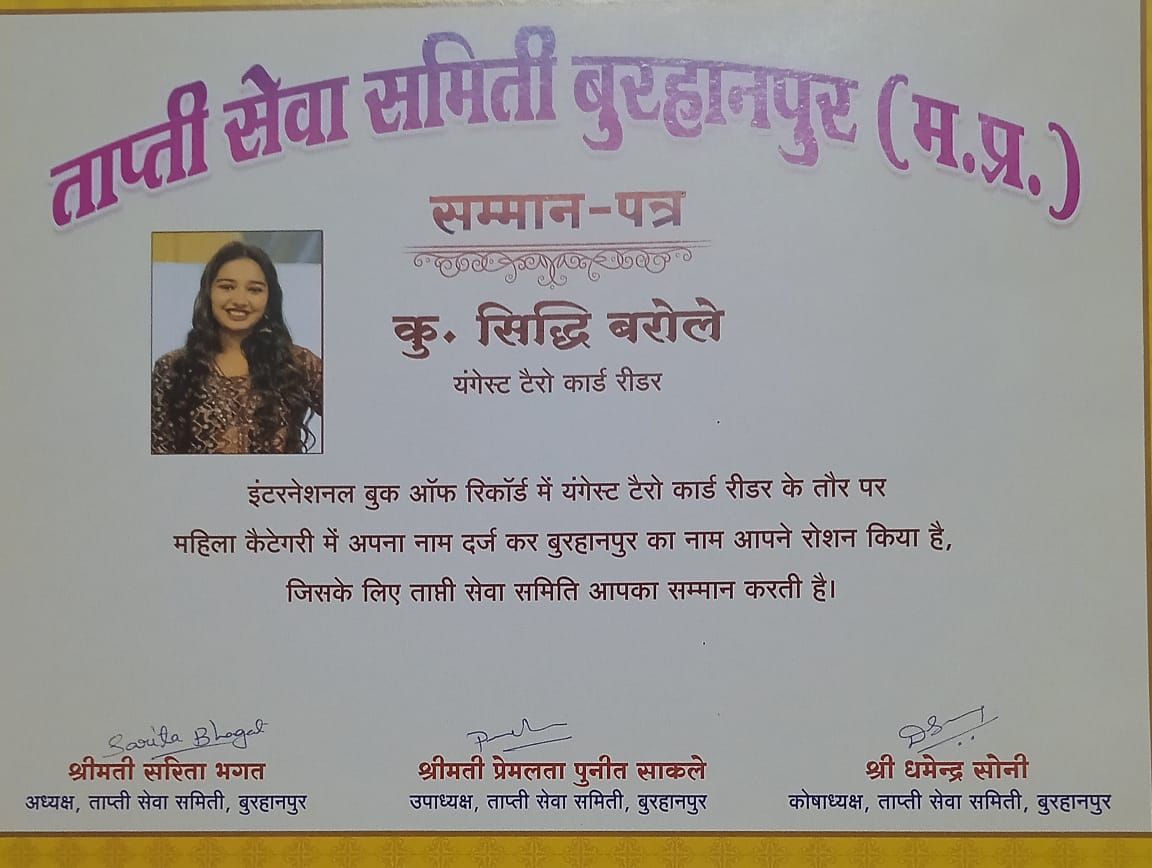 ताप्ती सेवा समिती बुरहानपुर (म.प्र.)
सम्मान-पत्र
कु. सिद्धि बरोले
यंगेस्ट टैरो कार्ड रीडर
इंटरनेशनल बुक ऑफ रिकॉर्ड में यंगेस्ट टैरो कार्ड रीडर के तौर पर
महिला कैटेगरी में अपना नाम दर्ज कर बुरहानपुर का नाम आपने रोशन किया है,
जिसके लिए ताप्ती सेवा समिति आपका सम्मान करती है।
Sarita Bhagat
श्रीमती सरिता भगत
अध्यक्ष, ताप्ती सेवा समिती, बुरहानपुर
श्रीमती प्रेमलता पुनीत साकले
उपाध्यक्ष, ताप्ती सेवा समिती, बुरहानपुर
श्री धमेन्द्र सोनी
कोषाध्यक्ष, ताप्ती सेवा समिती, बुरहानपुर